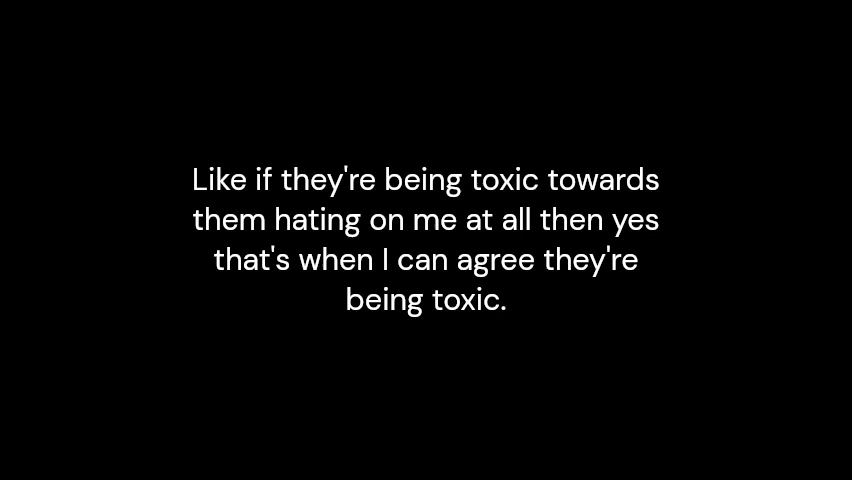 Like if they're being toxic towards
them hating on me at all then yes
that's when I can agree they're
being toxic.